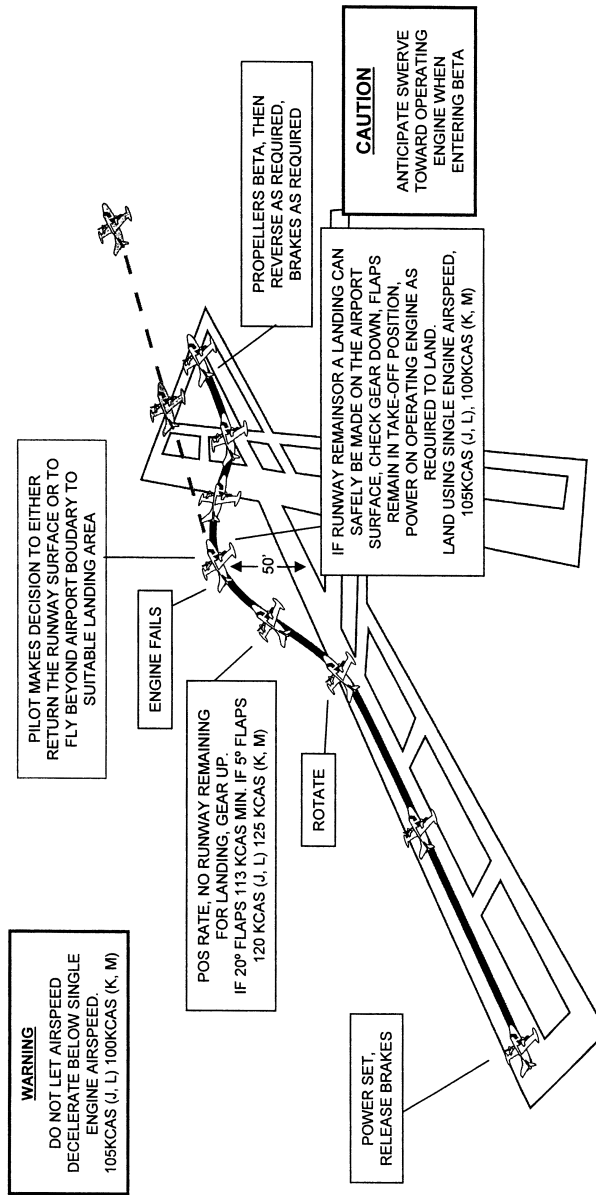 WARNING
DO NOT LET AIRSPEED
DECELERATE BELOW SINGLE
ENGINE AIRSPEED.
105KCAS (J, L) 100KCAS (K, M)
PILOT MAKES DECISION TO EITHER
RETURN THE RUNWAY SURFACE OR TO
FLY BEYOND AIRPORT BOUDARY TO
SUITABLE LANDING AREA
ENGINE FAILS
POS RATE, NO RUNWAY REMAINING
FOR LANDING, GEAR UP.
IF 20º FLAPS 113 KCAS MIN. IF 5º FLAPS
120 KCAS (J, L) 125 KCAS (K, M)
ROTATE
POWER SET,
RELEASE BRAKES
50'
PROPELLERS BETA, THEN
REVERSE AS REQUIRED,
BRAKES AS REQUIRED
IF RUNWAY REMAINSOR A LANDING CAN
SAFELY BE MADE ON THE AIRPORT
SURFACE, CHECK GEAR DOWN, FLAPS
REMAIN IN TAKE-OFF POSITION,
POWER ON OPERATING ENGINE AS
REQUIRED TO LAND.
LAND USING SINGLE ENGINE AIRSPEED,
105KCAS (J, L), 100KCAS (K, M)
CAUTION
ANTICIPATE SWERVE
TOWARD OPERATING
ENGINE WHEN
ENTERING BETA